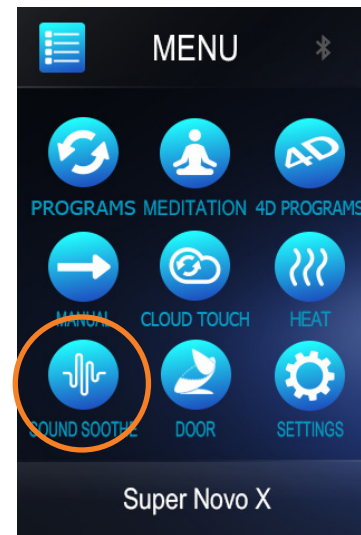 MENU
4D
PROGRAMS MEDITATION 4D PROGRAMS
MANUAL CLOUD TOUCH HEAT
SOUND SOOTHE DOOR SETTINGS
Super Novo X